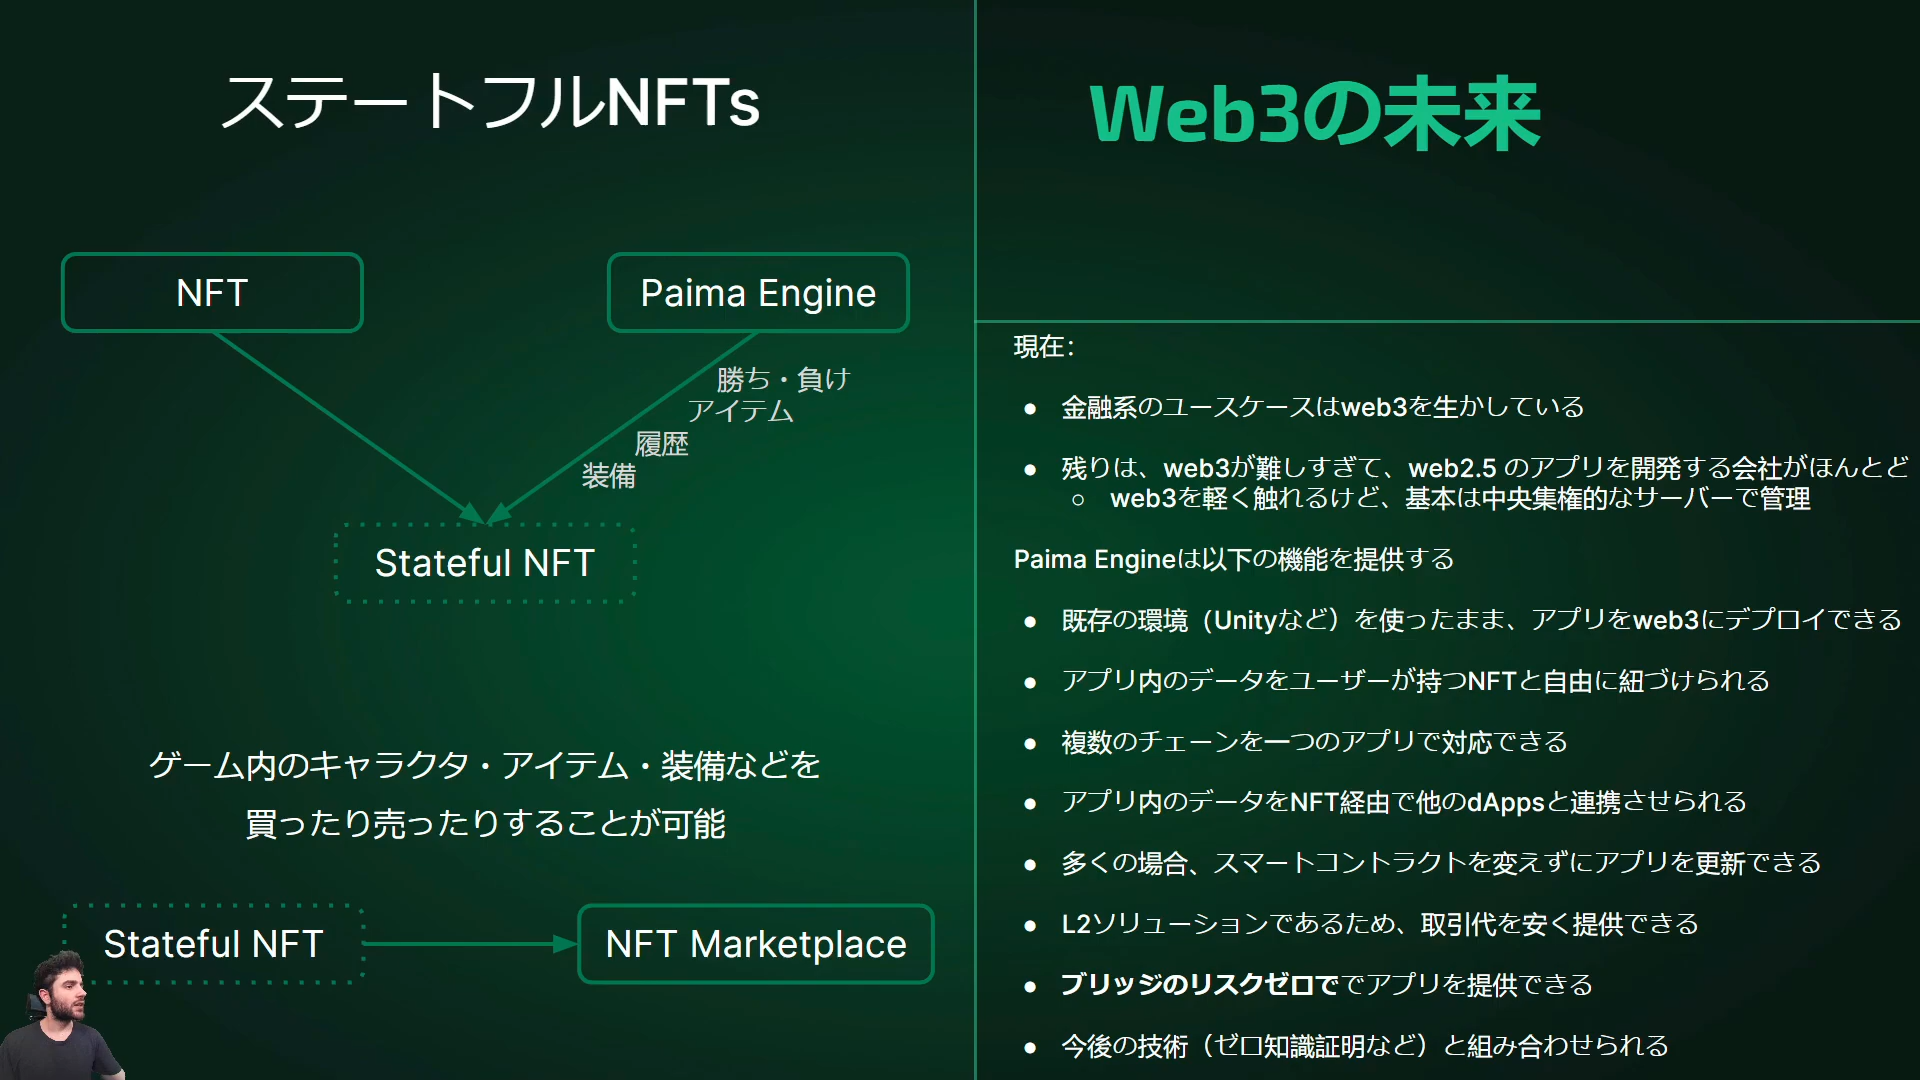 ステートフルNFTs
NFT
Paima Engine
勝ち・負け
アイテム
履歴
装備
Stateful NFT
ゲーム内のキャラクタ・アイテム・装備などを
買ったり売ったりすることが可能
Stateful NFT
NFT Marketplace
Web3の未来
現在：
● 金融系のユースケースはweb3を生かしている
● 残りは、web3が難しすぎて、web2.5 のアプリを開発する会社がほんとど
○ web3を軽く触れるけど、基本は中央集権的なサーバーで管理
Paima Engineは以下の機能を提供する
● 既存の環境（Unityなど）を使ったまま、アプリをweb3にデプロイできる
● アプリ内のデータをユーザーが持つNFTと自由に紐づけられる
● 複数のチェーンを一つのアプリで対応できる
● アプリ内のデータをNFT経由で他のdAppsと連携させられる
● 多くの場合、スマートコントラクトを変えずにアプリを更新できる
● L2ソリューションであるため、取引代を安く提供できる
● ブリッジのリスクゼロででアプリを提供できる
● 今後の技術（ゼロ知識証明など）と組み合わせられる